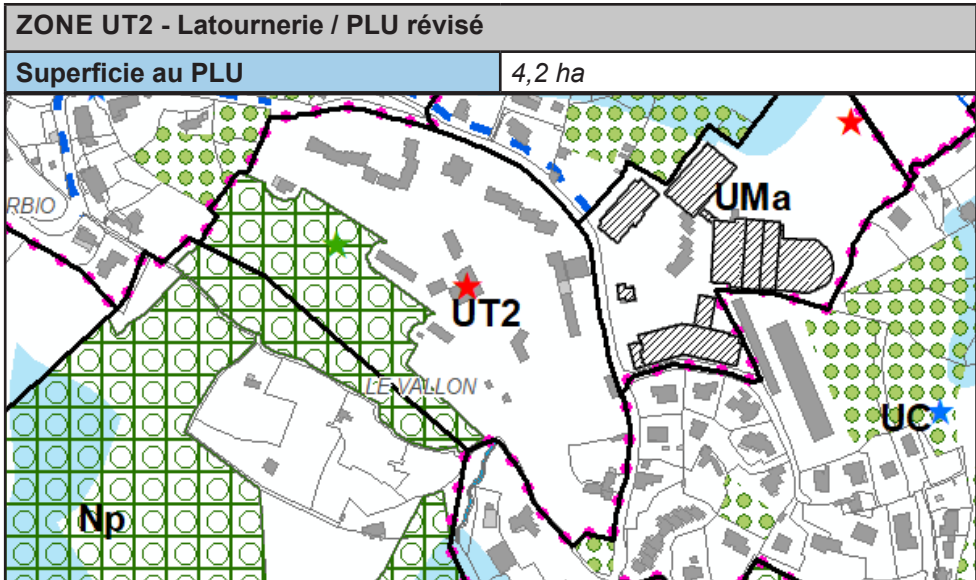 ZONE UT2 - Latournerie / PLU révisé
Superficie au PLU 4,2 ha
RBIO
UMa
UT2
LE VALLON
UC
Np